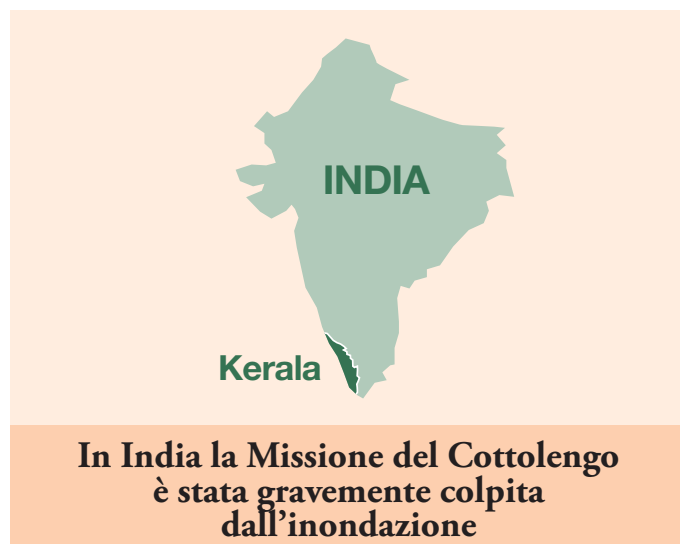 INDIA
Kerala
In India la Missione del Cottolengo
è stata gravemente colpita
dall’inondazione